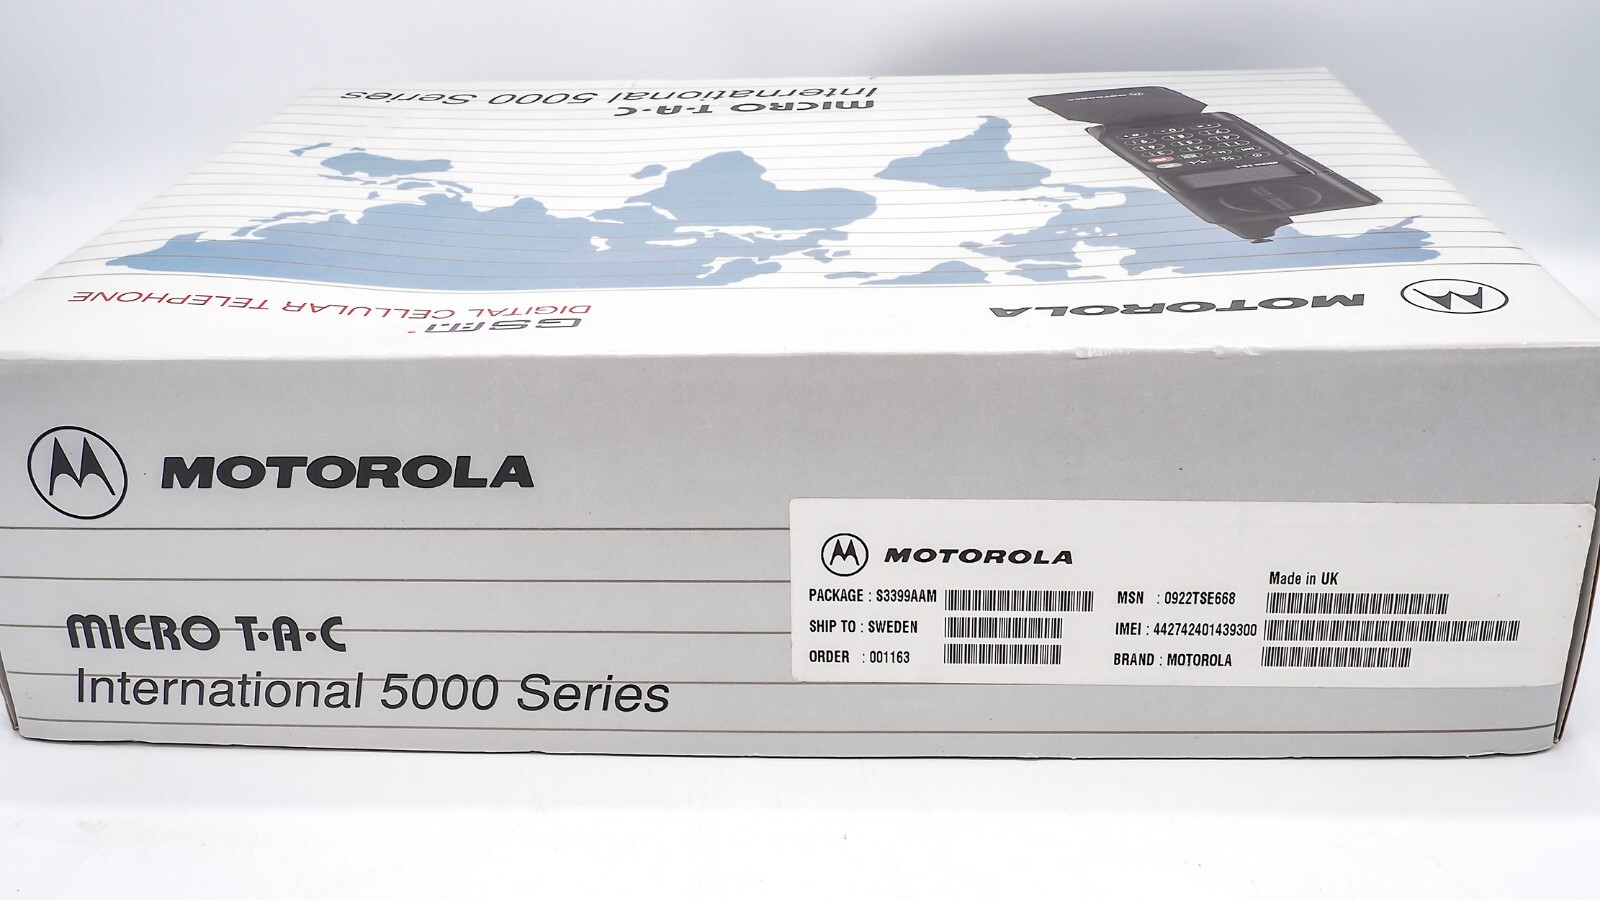 MICRO T·A·C
International 5000 Series
MOTOROLA
MOTOROLA
GSM
DIGITAL CELLULAR TELEPHONE
MOTOROLA
MICRO T·A·C
International 5000 Series
MOTOROLA
Made in UK
PACKAGE : S3399AAM
MSN : 0922TSE668
SHIP TO : SWEDEN
IMEI : 442742401439300
ORDER : 001163
BRAND : MOTOROLA